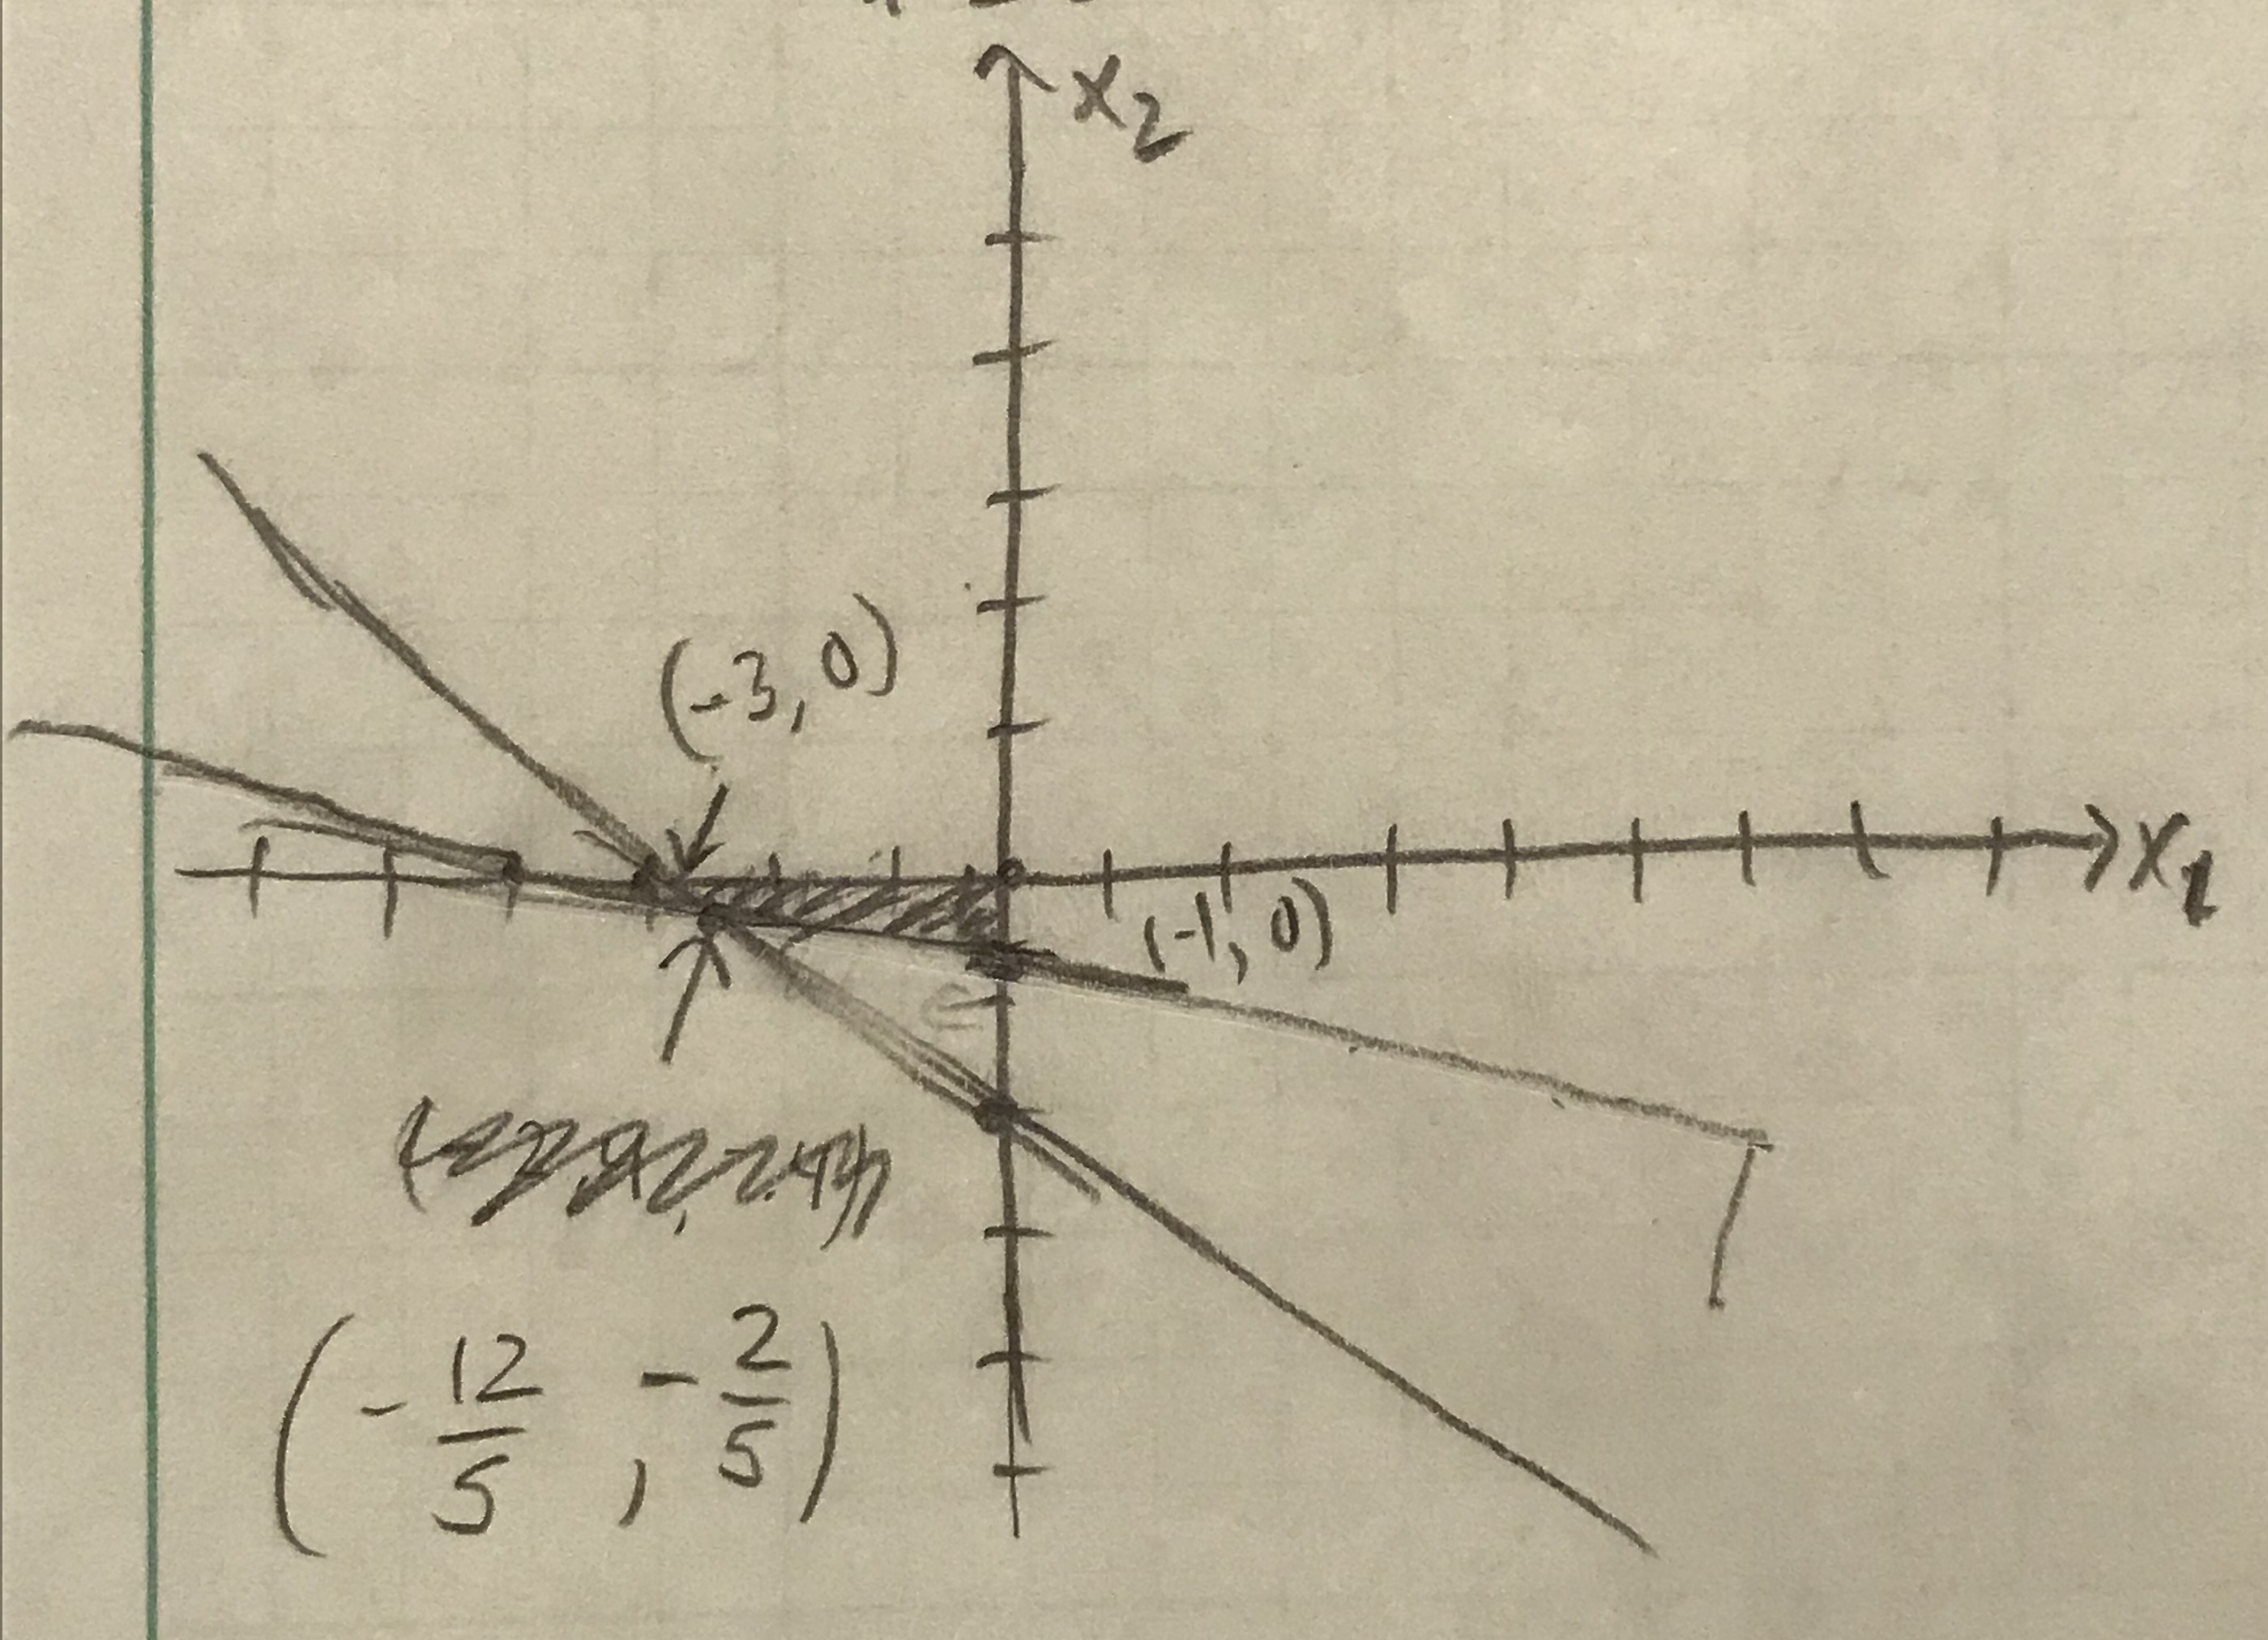 x₂
(-3, 0)
x₁
(-1, 0)
(-12/5, -2/5)